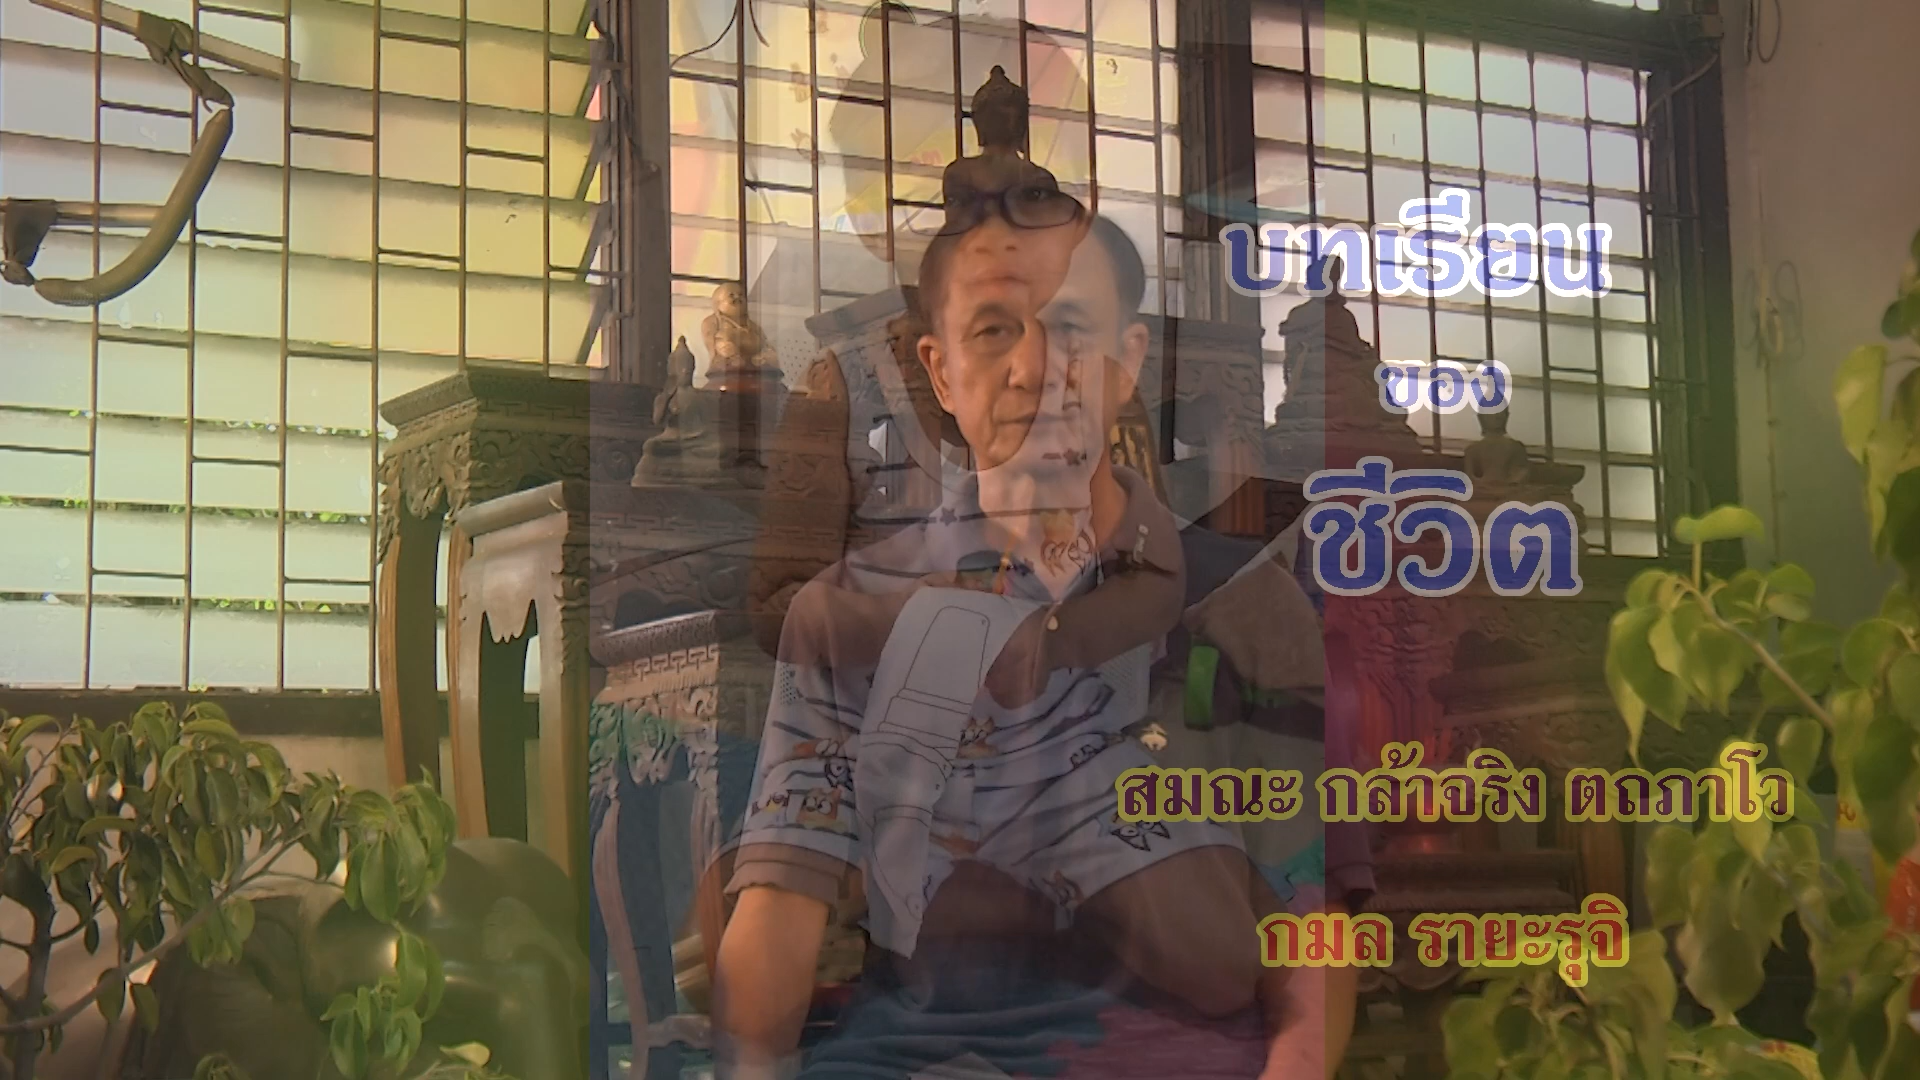 บทเรียน
ของ
ชีวิต
สมณะ กล้าจริง ตถภาโว
กมล รายะรุจิ